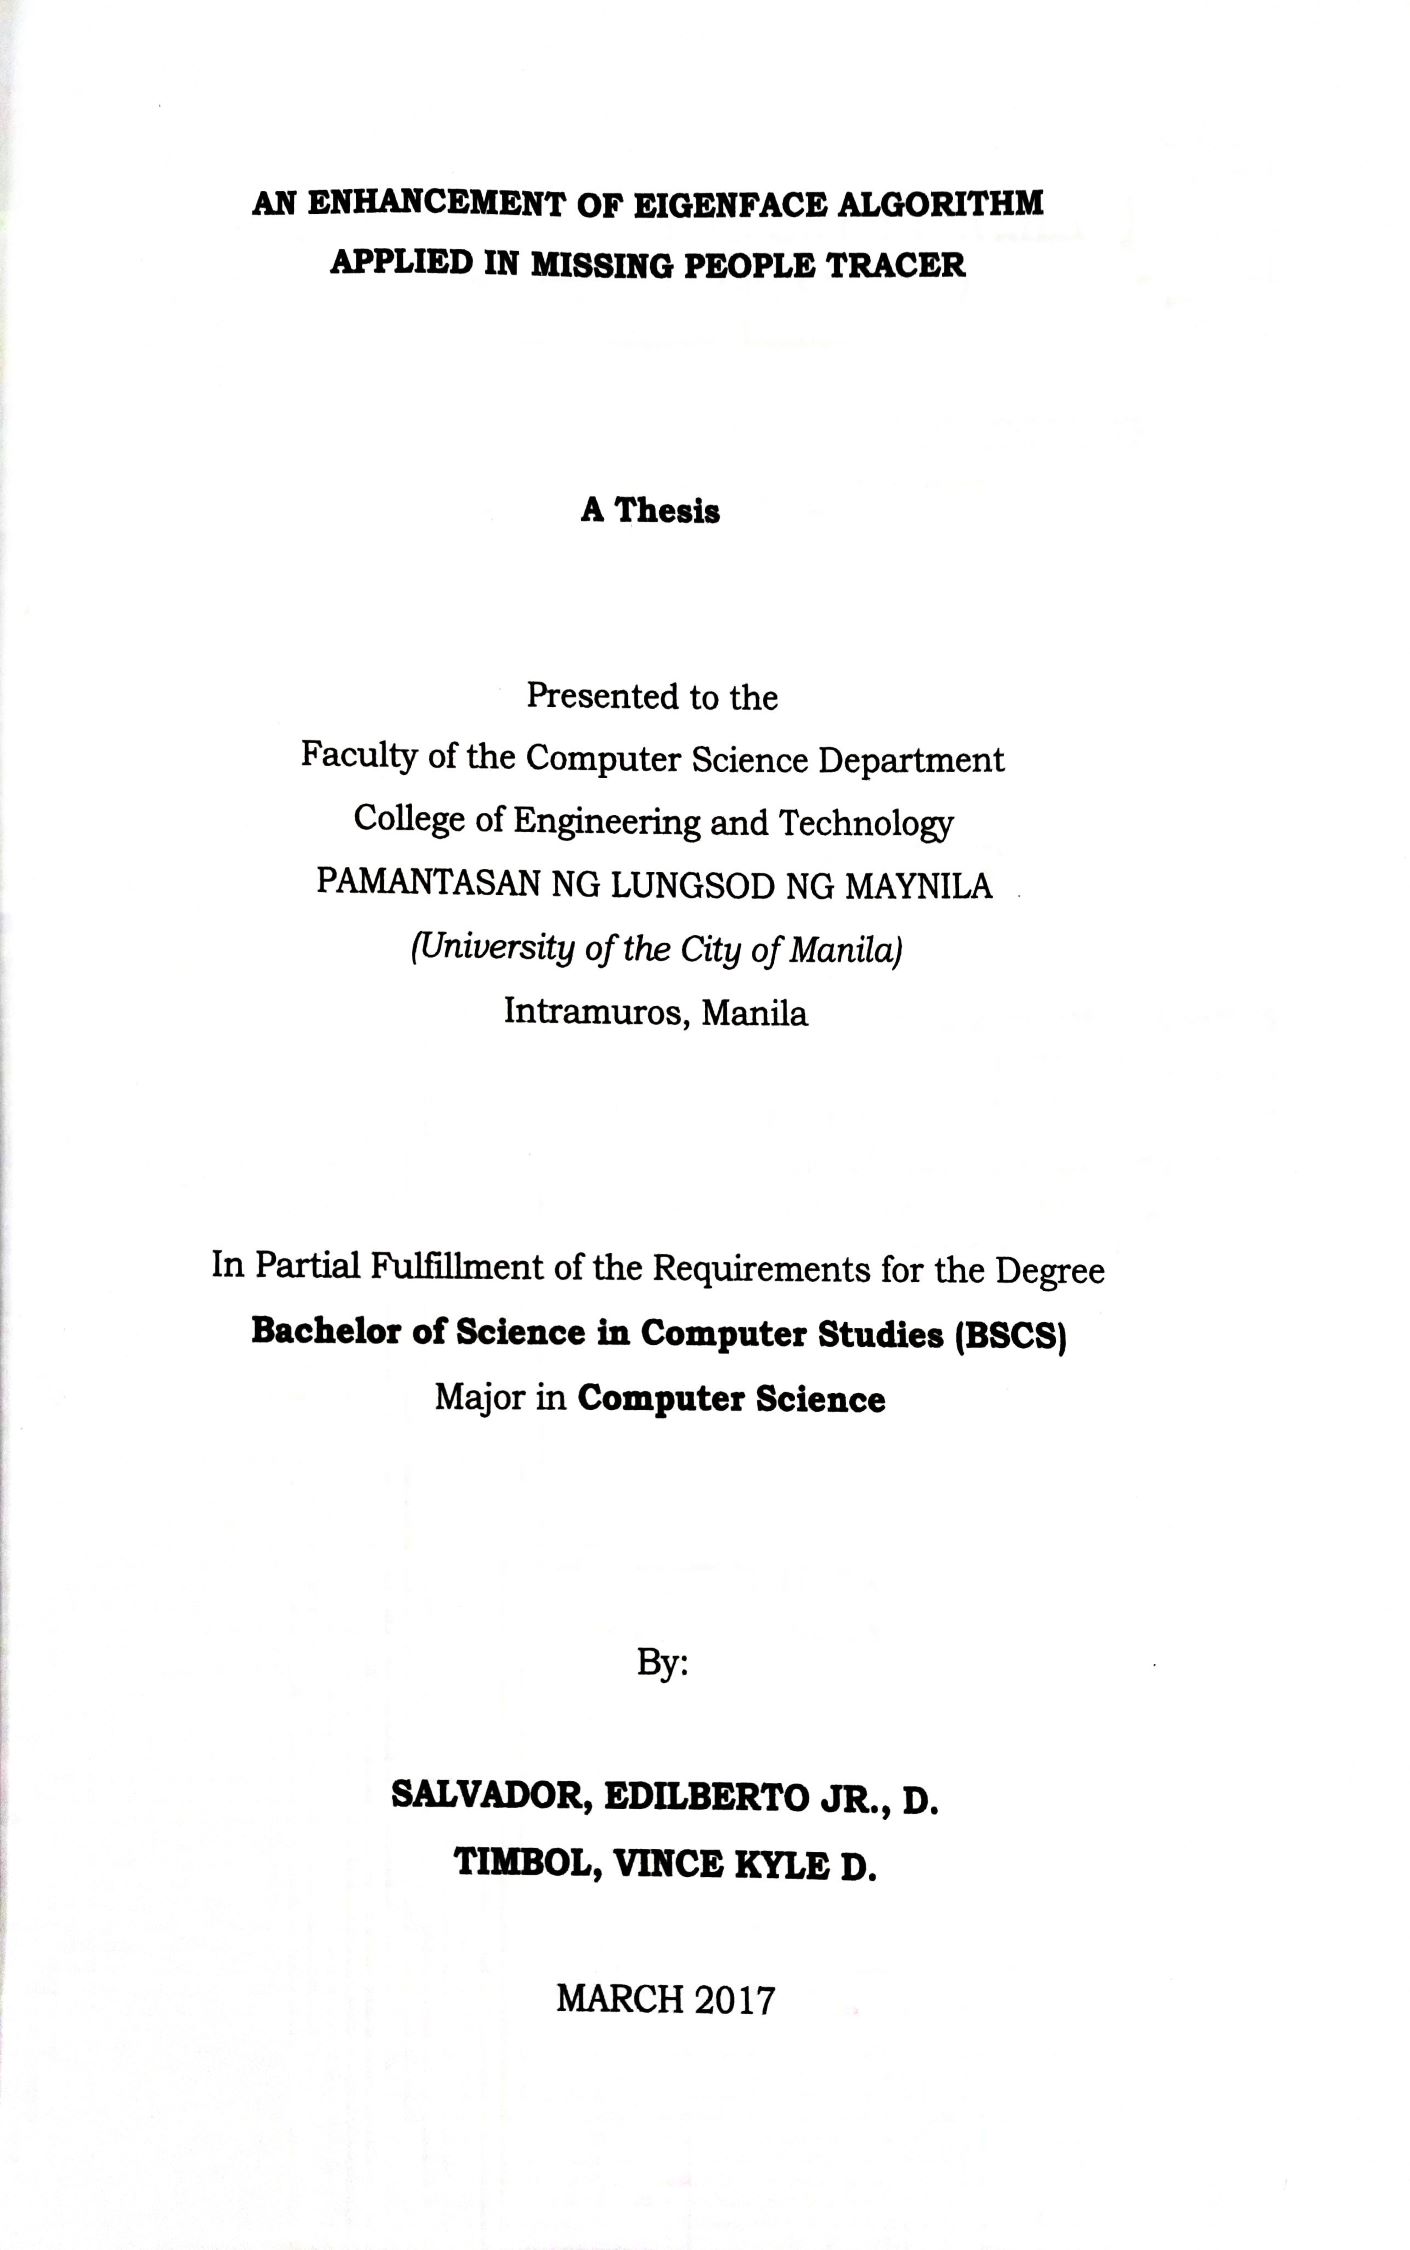 AN ENHANCEMENT OF EIGENFACE ALGORITHM
APPLIED IN MISSING PEOPLE TRACER
A Thesis
Presented to the
Faculty of the Computer Science Department
College of Engineering and Technology
PAMANTASAN NG LUNGSOD NG MAYNILA
(University of the City of Manila)
Intramuros, Manila
In Partial Fulfillment of the Requirements for the Degree
Bachelor of Science in Computer Studies (BSCS)
Major in Computer Science
By:
SALVADOR, EDILBERTO JR., D.
TIMBOL, VINCE KYLE D.
MARCH 2017